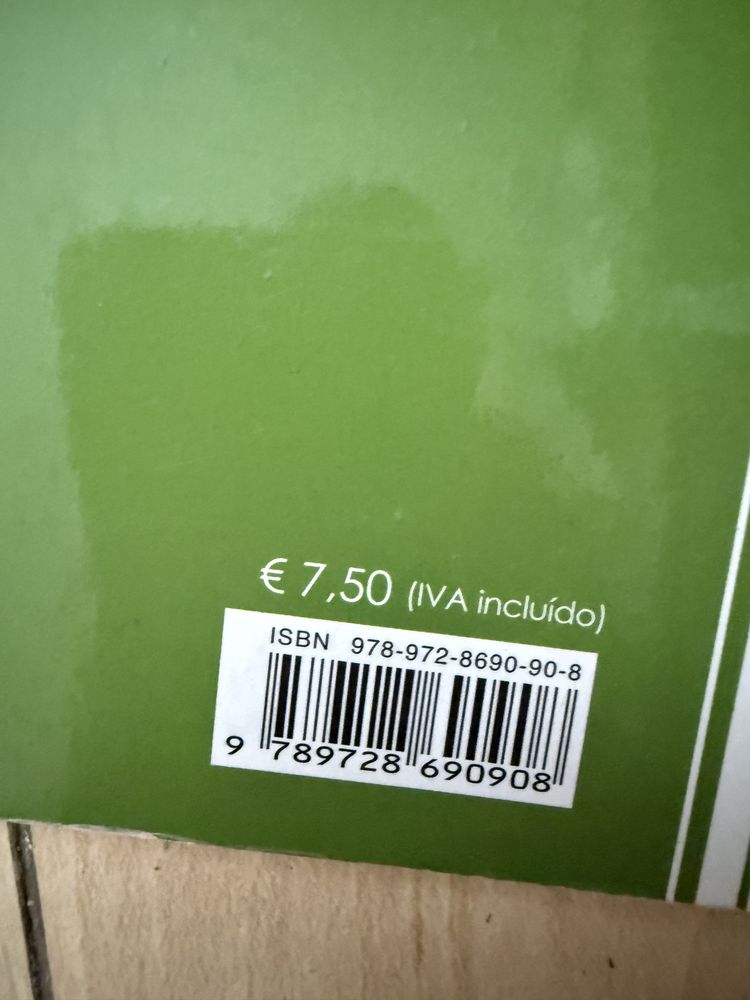 € 7,50 (IVA incluído)
ISBN 978-972-8690-90-8
9 789728 690908